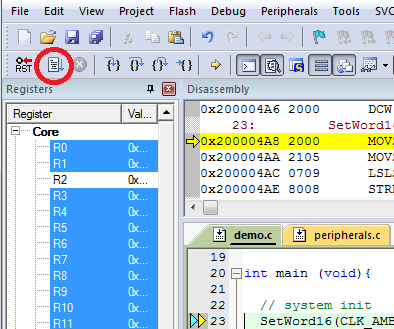 File Edit View Project Flash Debug Peripherals Tools SVC
RST
Registers
Register Val...
Core
R0 0x...
R1 0x...
R2 0x...
R3 0x...
R4 0x...
R5 0x...
R6 0x...
R7 0x...
R8 0x...
R9 0x...
R10 0x...
R11 0x...
Disassembly
0x200004A6 2000 DCW
23: SetWord16
0x200004A8 2000 MOVS
0x200004AA 2105 MOVS
0x200004AC 0709 LSLS
0x200004AE 8008 STR
demo.c peripherals.c
19
20 int main (void){
21
22 // system init
23 SetWord16(CLK_AMB